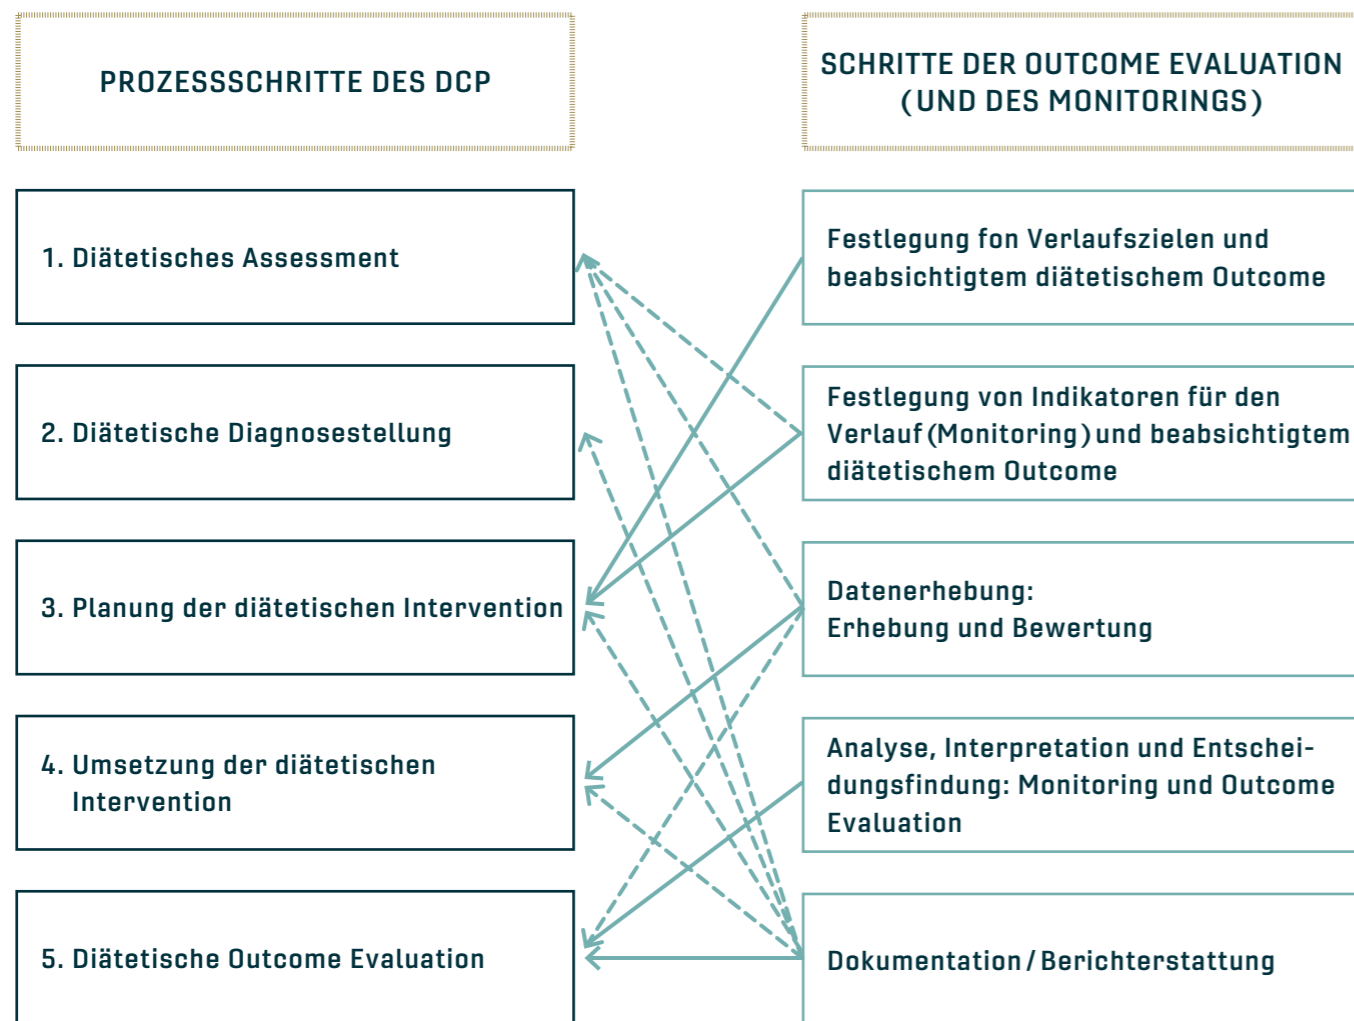 PROZESSSCHRITTE DES DCP
SCHRITTE DER OUTCOME EVALUATION
(UND DES MONITORINGS)
1. Diätetisches Assessment
2. Diätetische Diagnosestellung
3. Planung der diätetischen Intervention
4. Umsetzung der diätetischen
Intervention
5. Diätetische Outcome Evaluation
Festlegung fon Verlaufszielen und
beabsichtigtem diätetischem Outcome
Festlegung von Indikatoren für den
Verlauf (Monitoring) und beabsichtigtem
diätetischem Outcome
Datenerhebung:
Erhebung und Bewertung
Analyse, Interpretation und Entschei-
dungsfindung: Monitoring und Outcome
Evaluation
Dokumentation / Berichterstattung